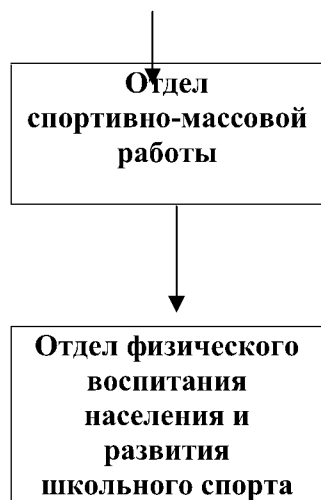 Отдел
спортивно-массовой
работы
Отдел физического
воспитания
населения и
развития
школьного спорта